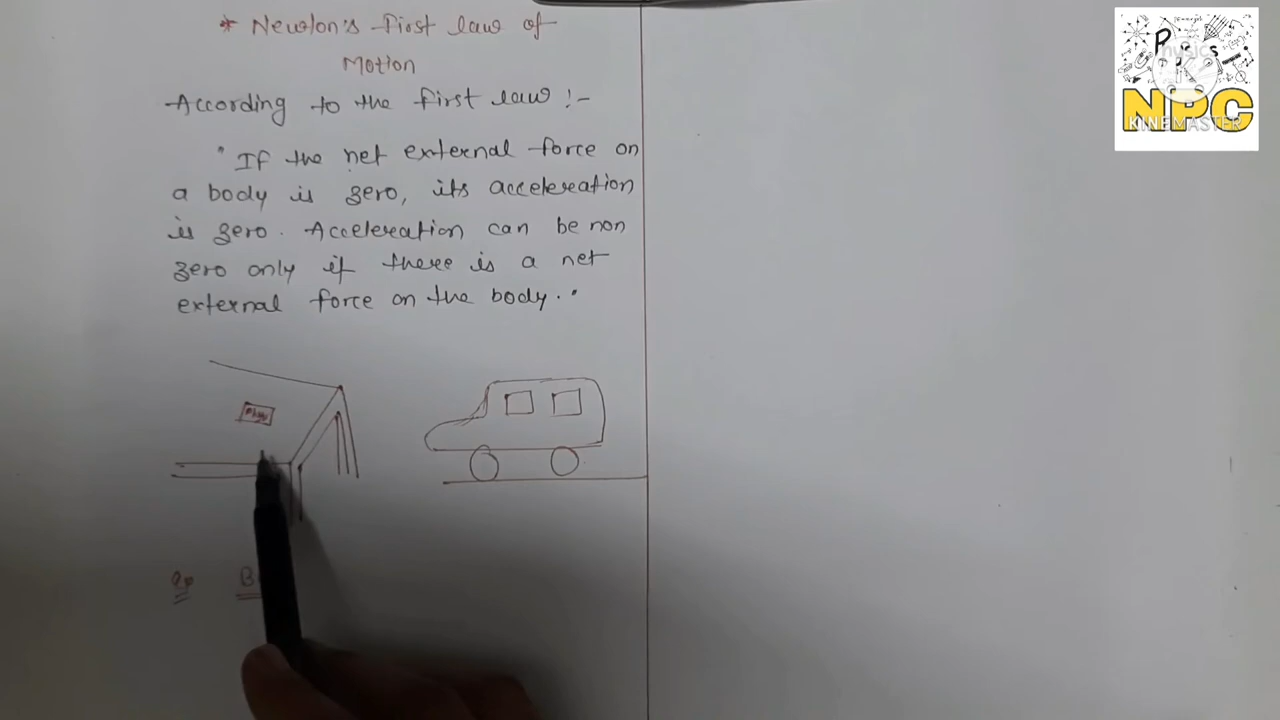 * Newton's First law of
Motion
According to the first law :-
"If the net external force on
a body is zero, its acceleration
is zero. Acceleration can be non
zero only if there is a net
external force on the body."
B
Physics
NPC
KINEMASTER